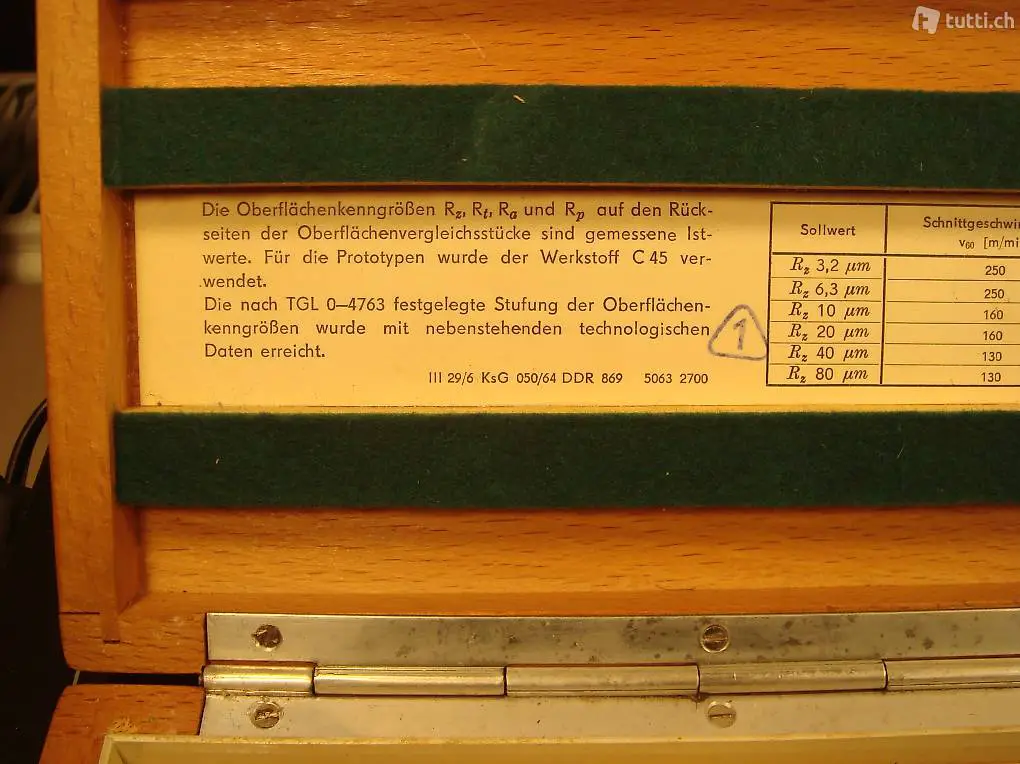 tutti.ch
Die Oberflächenkenngrößen Rz, Rt, Ra und Rp auf den Rück-
seiten der Oberflächenvergleichsstücke sind gemessene Ist-
werte. Für die Prototypen wurde der Werkstoff C 45 ver-
wendet.
Die nach TGL 0—4763 festgelegte Stufung der Oberflächen-
kenngrößen wurde mit nebenstehenden technologischen
Daten erreicht.
III 29/6 KsG 050/64 DDR 869 5063 2700
1
Sollwert Schnittgeschwi
v60 [m/mi
Rz 3,2 µm 250
Rz 6,3 µm 250
Rz 10 µm 160
Rz 20 µm 160
Rz 40 µm 130
Rz 80 µm 130